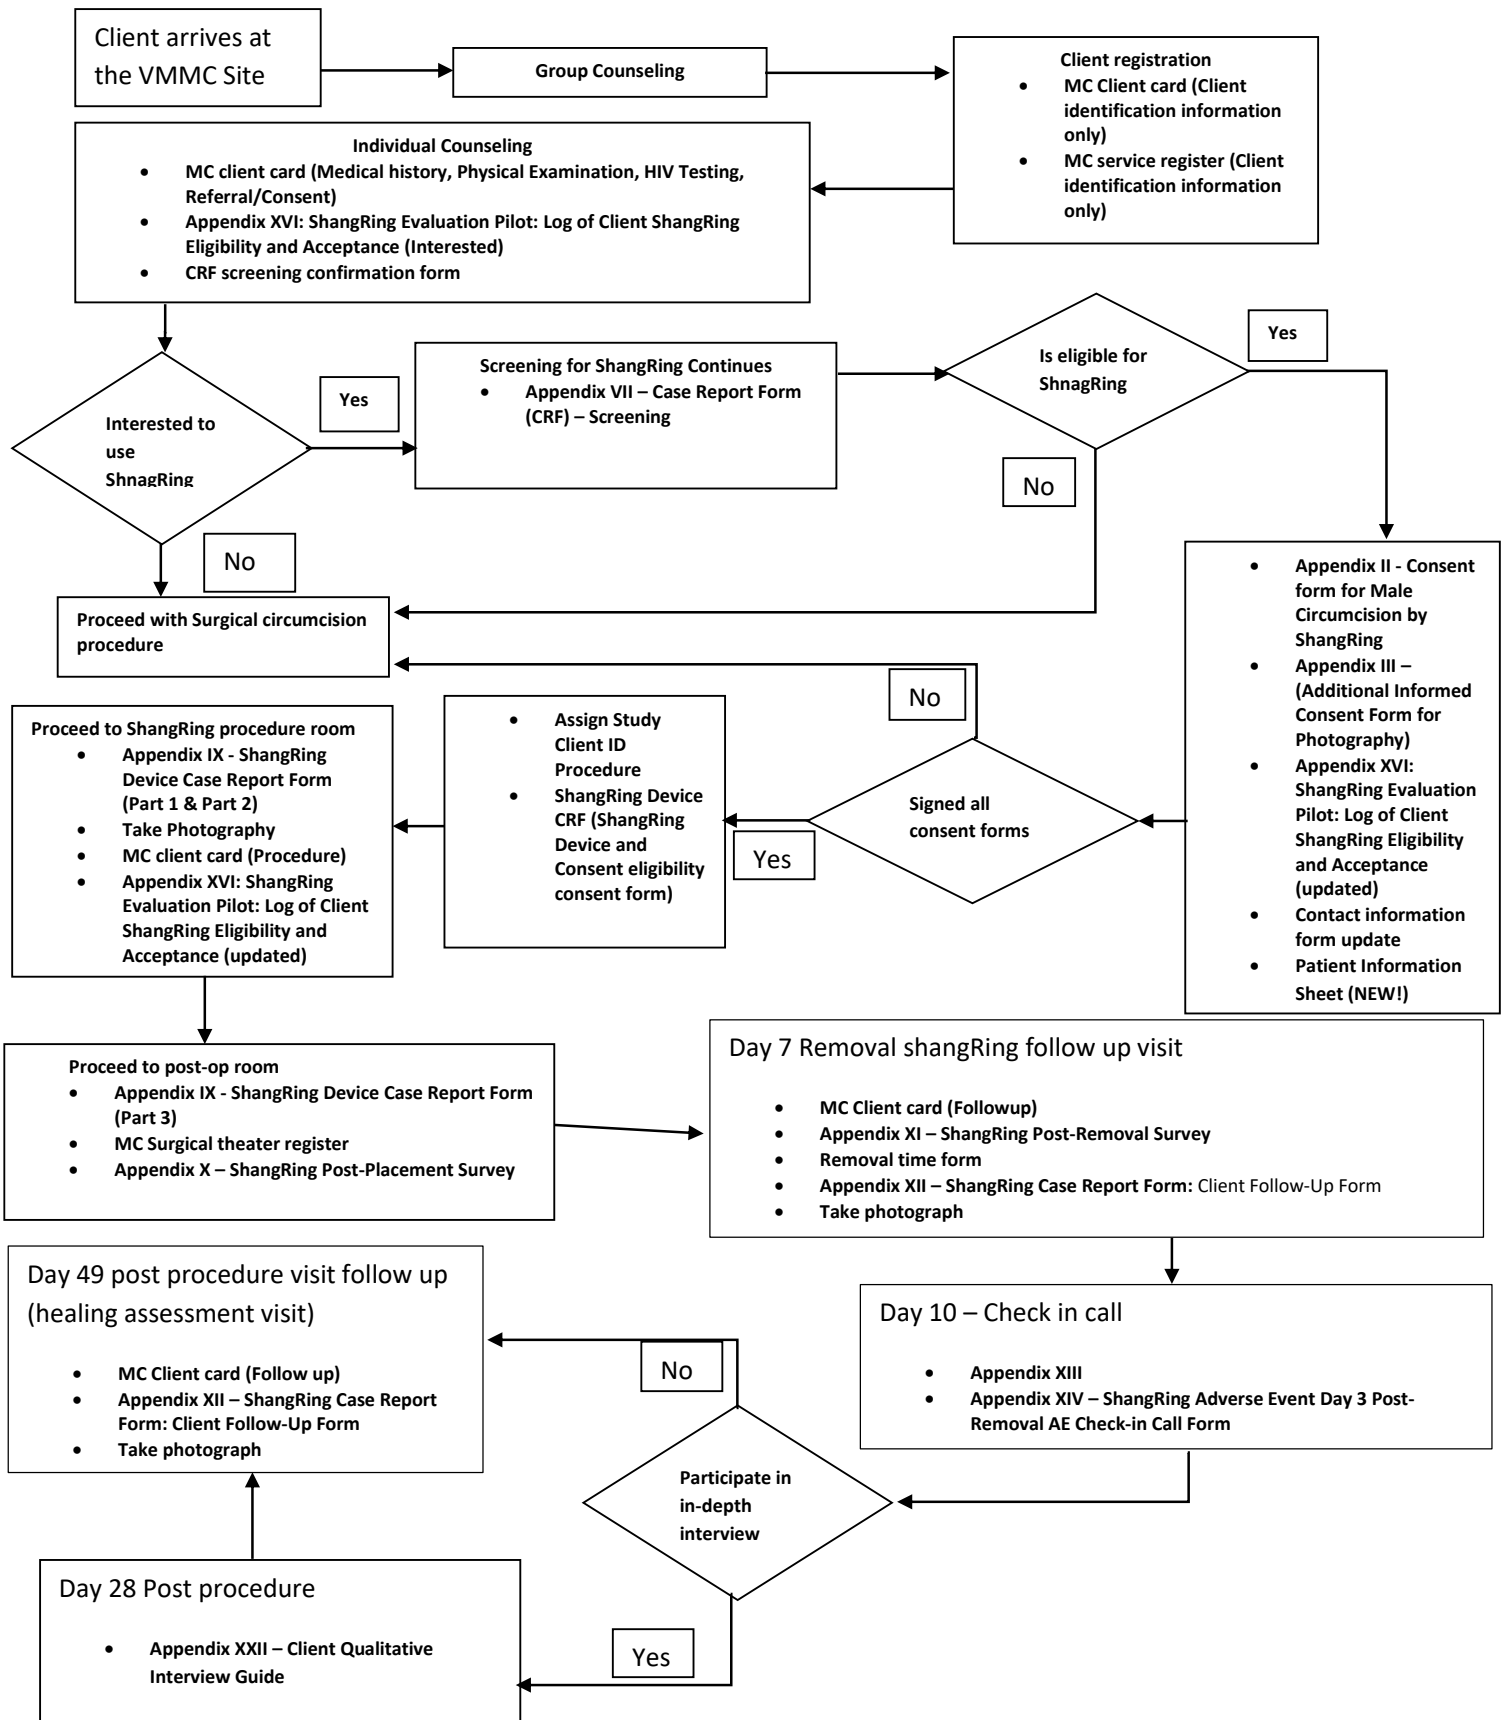 Client arrives at
the VMMC Site
Group Counseling
Client registration
• MC Client card (Client
identification information
only)
• MC service register (Client
identification information
only)
Individual Counseling
• MC client card (Medical history, Physical Examination, HIV Testing,
Referral/Consent)
• Appendix XVI: ShangRing Evaluation Pilot: Log of Client ShangRing
Eligibility and Acceptance (Interested)
• CRF screening confirmation form
Interested to
use
ShnagRing
Yes
Screening for ShangRing Continues
• Appendix VII – Case Report Form
(CRF) – Screening
Is eligible for
ShnagRing
Yes
No
No
Proceed with Surgical circumcision
procedure
• Appendix II - Consent
form for Male
Circumcision by
ShangRing
• Appendix III –
(Additional Informed
Consent Form for
Photography)
• Appendix XVI:
ShangRing Evaluation
Pilot: Log of Client
ShangRing Eligibility
and Acceptance
(updated)
• Contact information
form update
• Patient Information
Sheet (NEW!)
Signed all
consent forms
No
Yes
• Assign Study
Client ID
Procedure
• ShangRing Device
CRF (ShangRing
Device and
Consent eligibility
consent form)
Proceed to ShangRing procedure room
• Appendix IX - ShangRing
Device Case Report Form
(Part 1 & Part 2)
• Take Photography
• MC client card (Procedure)
• Appendix XVI: ShangRing
Evaluation Pilot: Log of Client
ShangRing Eligibility and
Acceptance (updated)
Proceed to post-op room
• Appendix IX - ShangRing Device Case Report Form
(Part 3)
• MC Surgical theater register
• Appendix X – ShangRing Post-Placement Survey
Day 7 Removal shangRing follow up visit
• MC Client card (Followup)
• Appendix XI – ShangRing Post-Removal Survey
• Removal time form
• Appendix XII – ShangRing Case Report Form: Client Follow-Up Form
• Take photograph
Day 10 – Check in call
• Appendix XIII
• Appendix XIV – ShangRing Adverse Event Day 3 Post-
Removal AE Check-in Call Form
Participate in
in-depth
interview
No
Yes
Day 49 post procedure visit follow up
(healing assessment visit)
• MC Client card (Follow up)
• Appendix XII – ShangRing Case Report
Form: Client Follow-Up Form
• Take photograph
Day 28 Post procedure
• Appendix XXII – Client Qualitative
Interview Guide